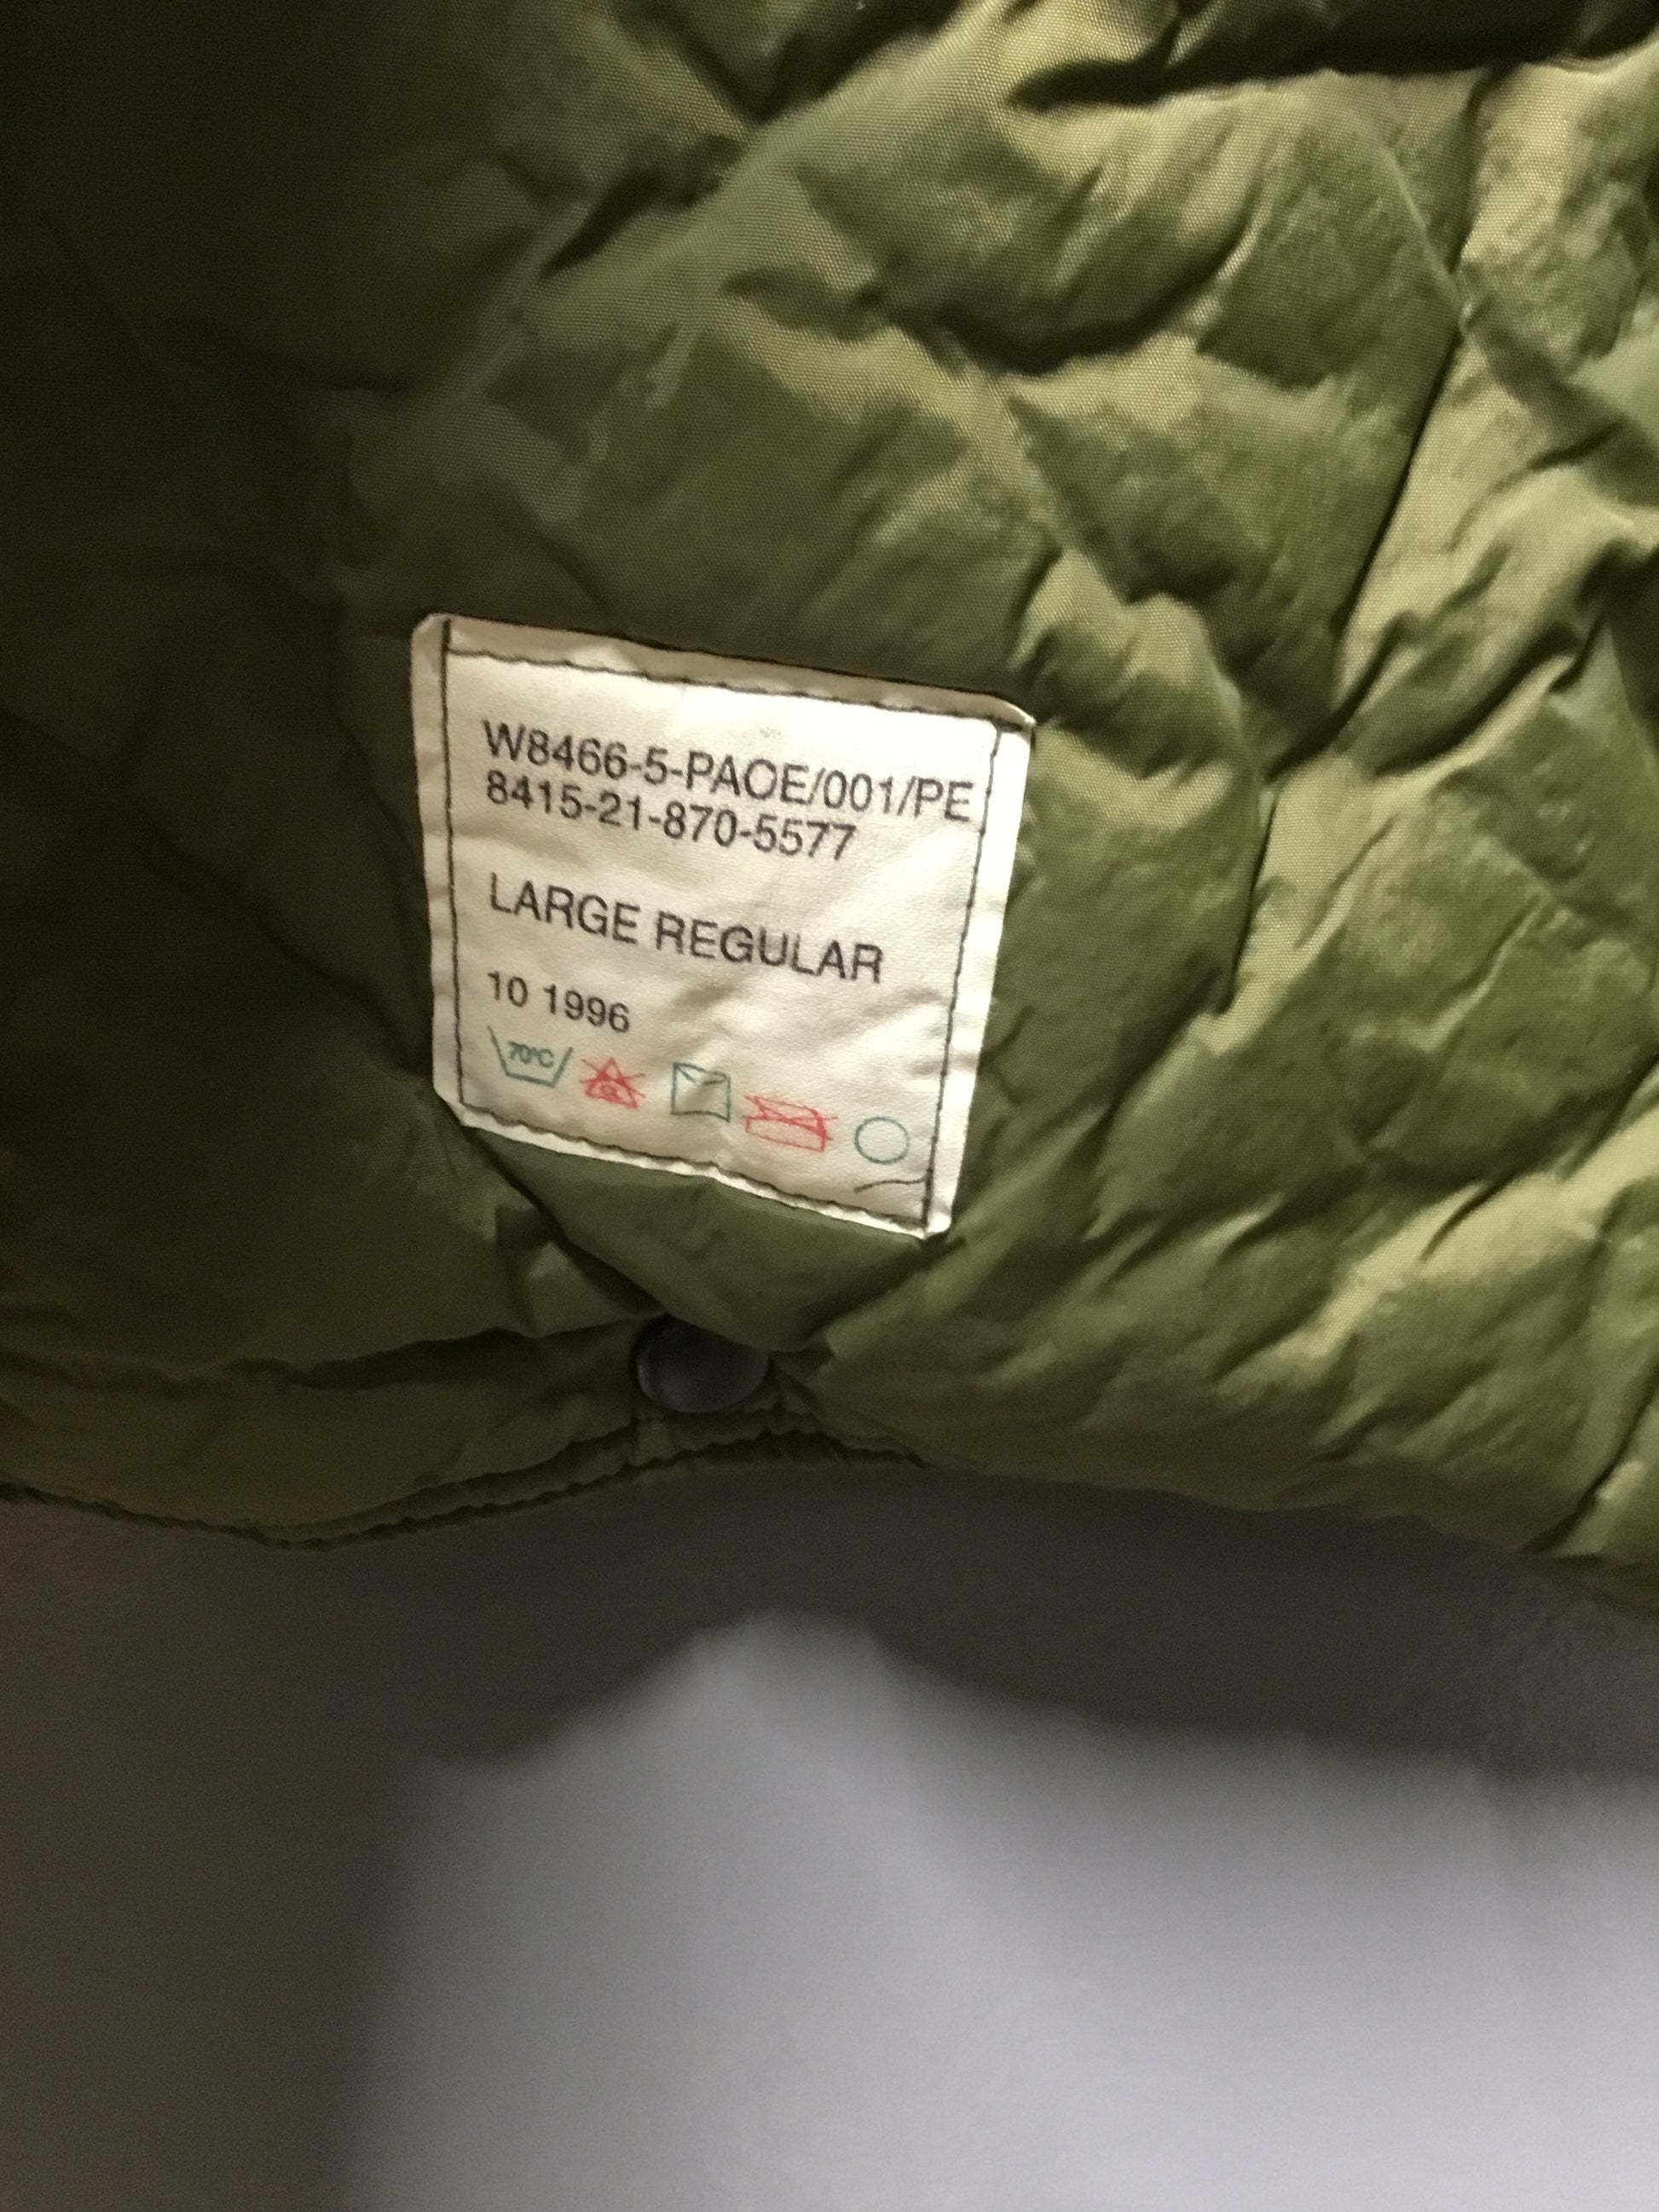 W8466-5-PAOE/001/PE
8415-21-870-5577
LARGE REGULAR
10 1996
70°C